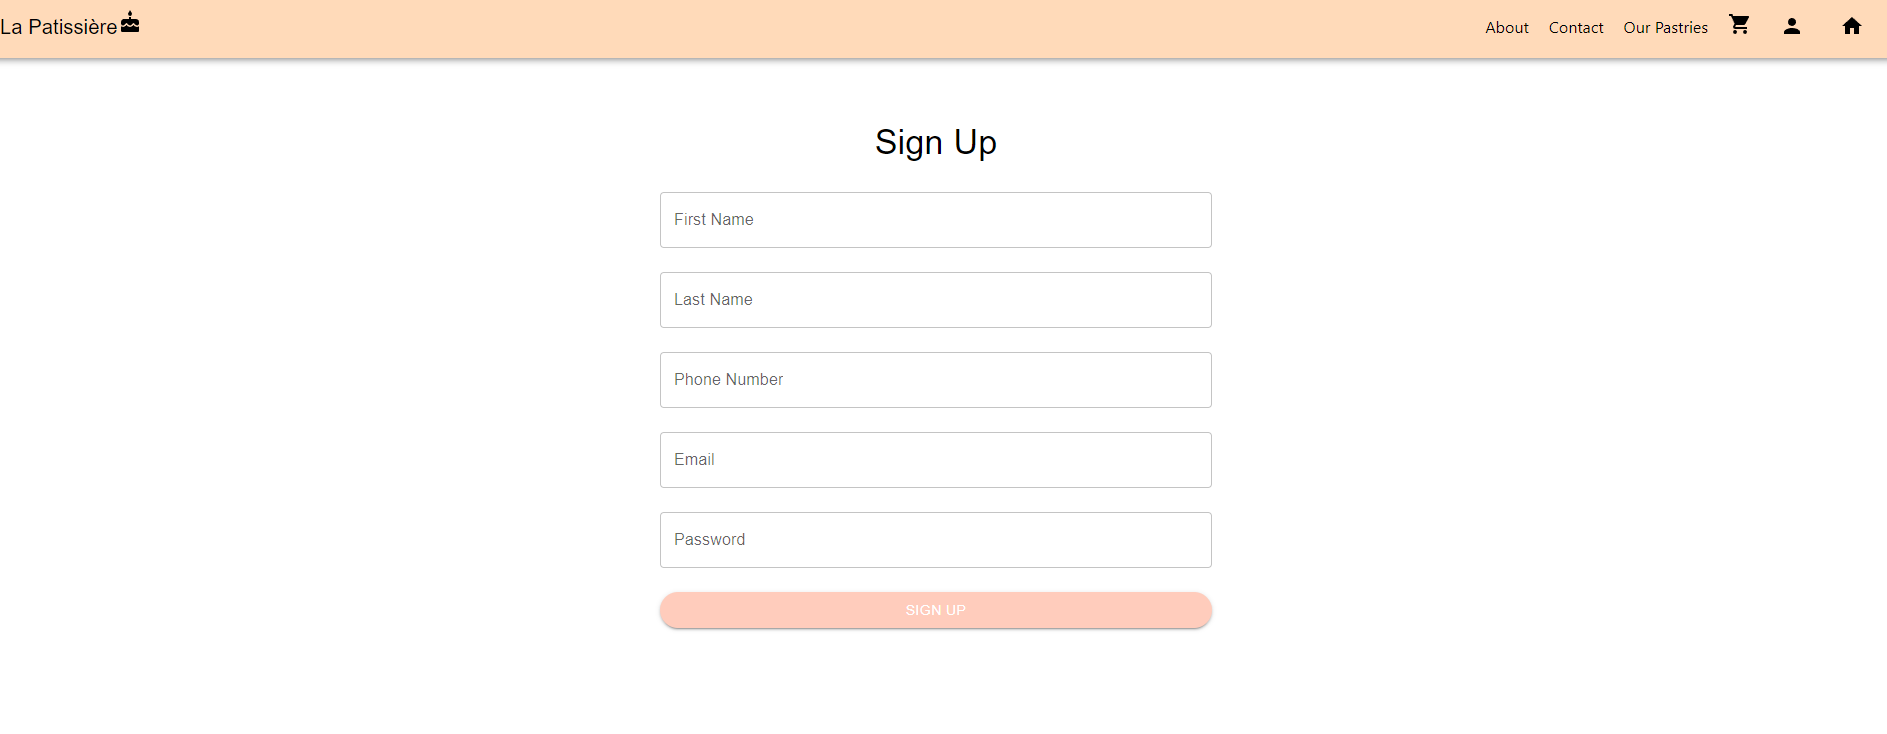 La Patissière
About Contact Our Pastries
Sign Up
First Name
Last Name
Phone Number
Email
Password
SIGN UP